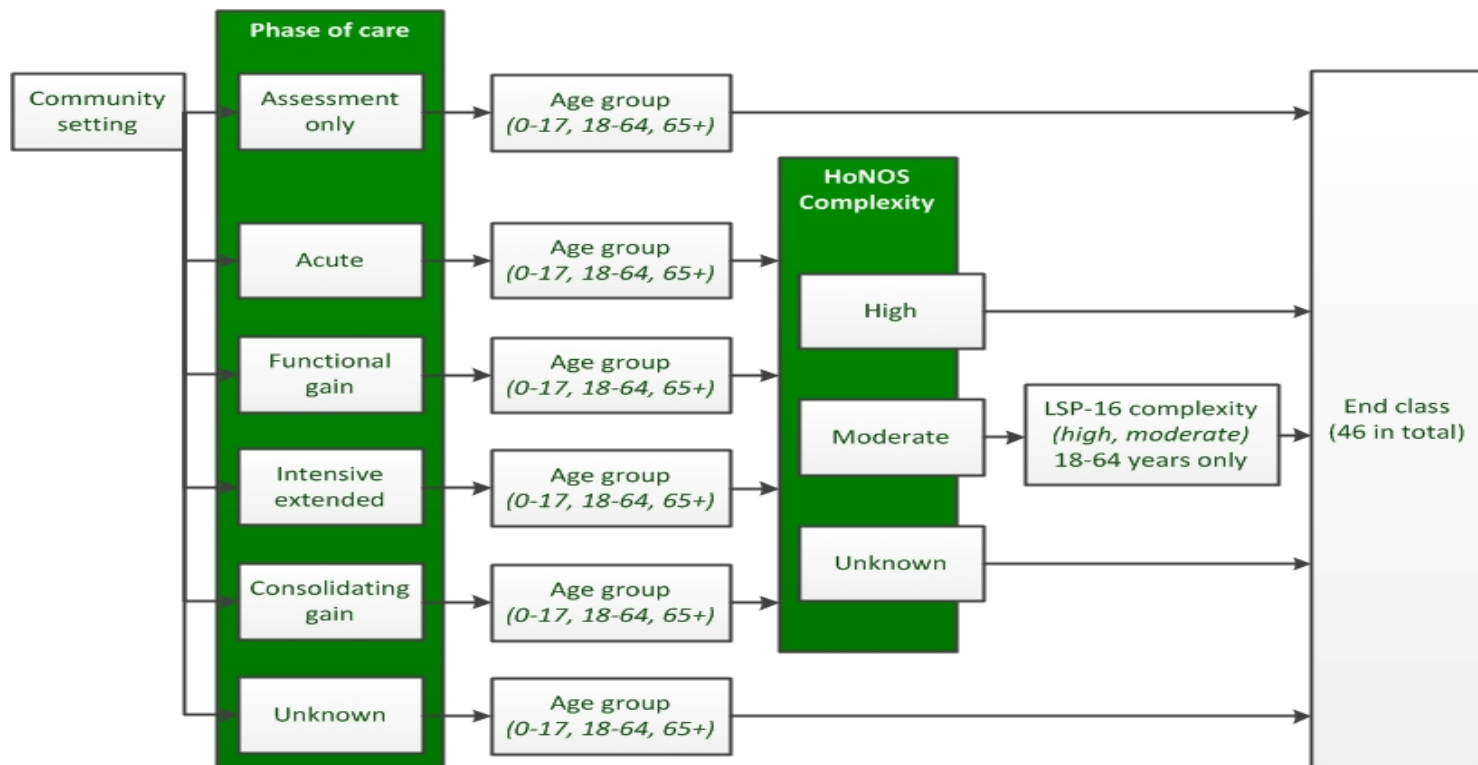 Phase of care
Community
setting
Assessment
only
Age group
(0-17, 18-64, 65+)
HoNOS
Complexity
Acute
Age group
(0-17, 18-64, 65+)
High
Functional
gain
Age group
(0-17, 18-64, 65+)
Moderate
LSP-16 complexity
(high, moderate)
18-64 years only
End class
(46 in total)
Intensive
extended
Age group
(0-17, 18-64, 65+)
Unknown
Consolidating
gain
Age group
(0-17, 18-64, 65+)
Unknown
Age group
(0-17, 18-64, 65+)